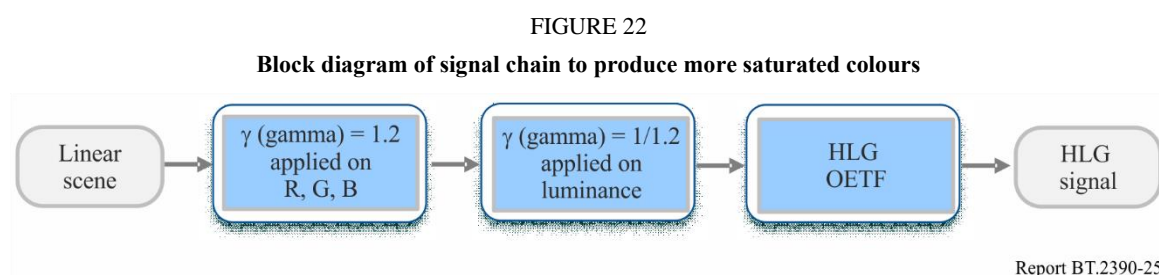 FIGURE 22
Block diagram of signal chain to produce more saturated colours
Linear
scene
γ (gamma) = 1.2
applied on
R, G, B
γ (gamma) = 1/1.2
applied on
luminance
HLG
OETF
HLG
signal
Report BT.2390-25